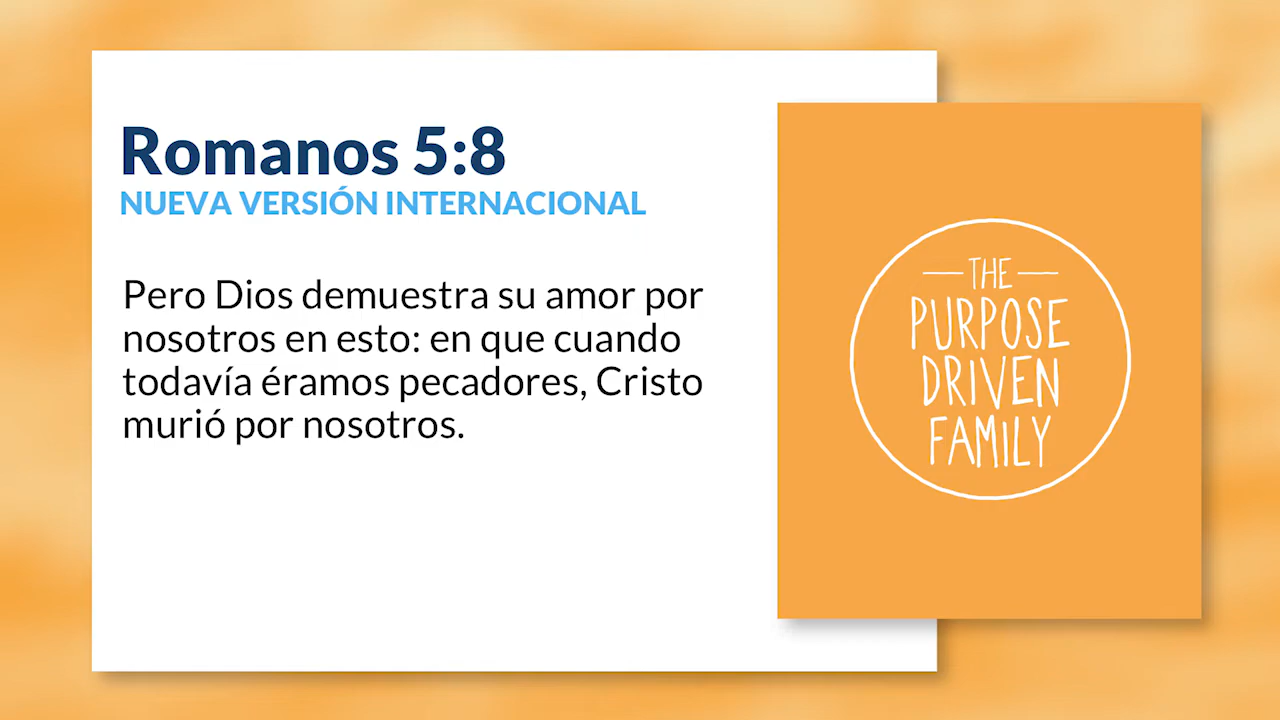 Romanos 5:8
NUEVA VERSIÓN INTERNACIONAL
Pero Dios demuestra su amor por
nosotros en esto: en que cuando
todavía éramos pecadores, Cristo
murió por nosotros.
THE
PURPOSE
DRIVEN
FAMILY